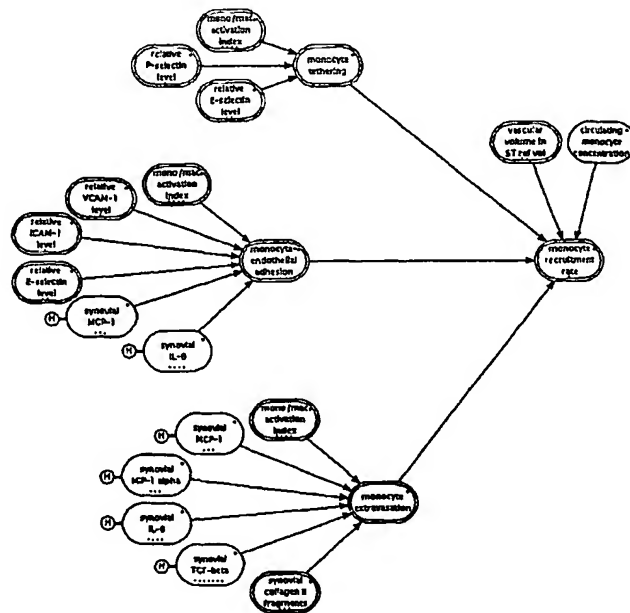 mono/mac
activation
index
relative
P-selectin
level
monocyte
tethering
relative
E-selectin
level
vascular
volume in
ST ref vol
circulating
monocyte
concentration
mono/mac
activation
index
relative
VCAM-1
level
relative
ICAM-1
level
relative
E-selectin
level
monocyte-
endothelial
adhesion
monocyte
recruitment
rate
H
synovial
MCP-1
H
synovial
IL-8
mono/mac
activation
index
H
synovial
MCP-1
H
synovial
alpha
monocyte
extravasation
H
synovial
IL-8
H
synovial
TGF-beta
synovial
collagen II
fragments